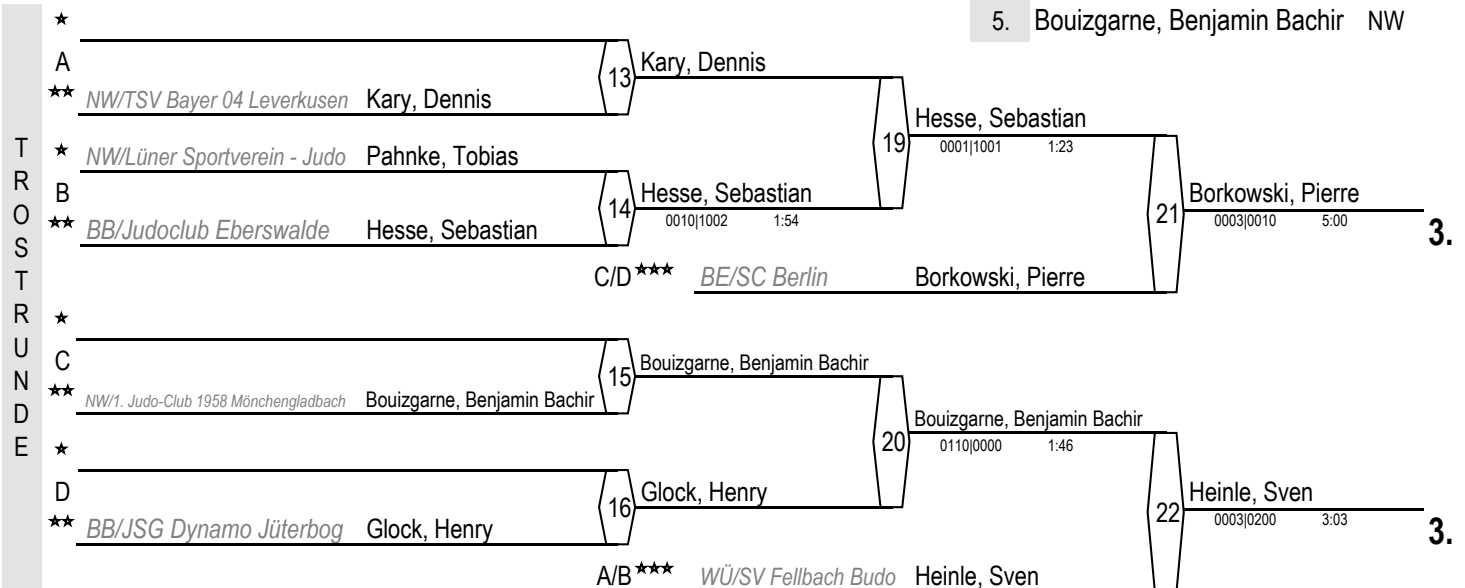 5. Bouizgarne, Benjamin Bachir NW
TROSTRUNDE
A
NW/TSV Bayer 04 Leverkusen Kary, Dennis
13
Kary, Dennis
NW/Lüner Sportverein - Judo Pahnke, Tobias
B
BB/Judoclub Eberswalde Hesse, Sebastian
14
Hesse, Sebastian
0010|1002 1:54
19
Hesse, Sebastian
0001|1001 1:23
C/D BE/SC Berlin Borkowski, Pierre
21
Borkowski, Pierre
0003|0010 5:00
3.
C
NW/1. Judo-Club 1958 Mönchengladbach Bouizgarne, Benjamin Bachir
15
Bouizgarne, Benjamin Bachir
D
BB/JSG Dynamo Jüterbog Glock, Henry
16
Glock, Henry
20
Bouizgarne, Benjamin Bachir
0110|0000 1:46
A/B WÜ/SV Fellbach Budo Heinle, Sven
22
Heinle, Sven
0003|0200 3:03
3.